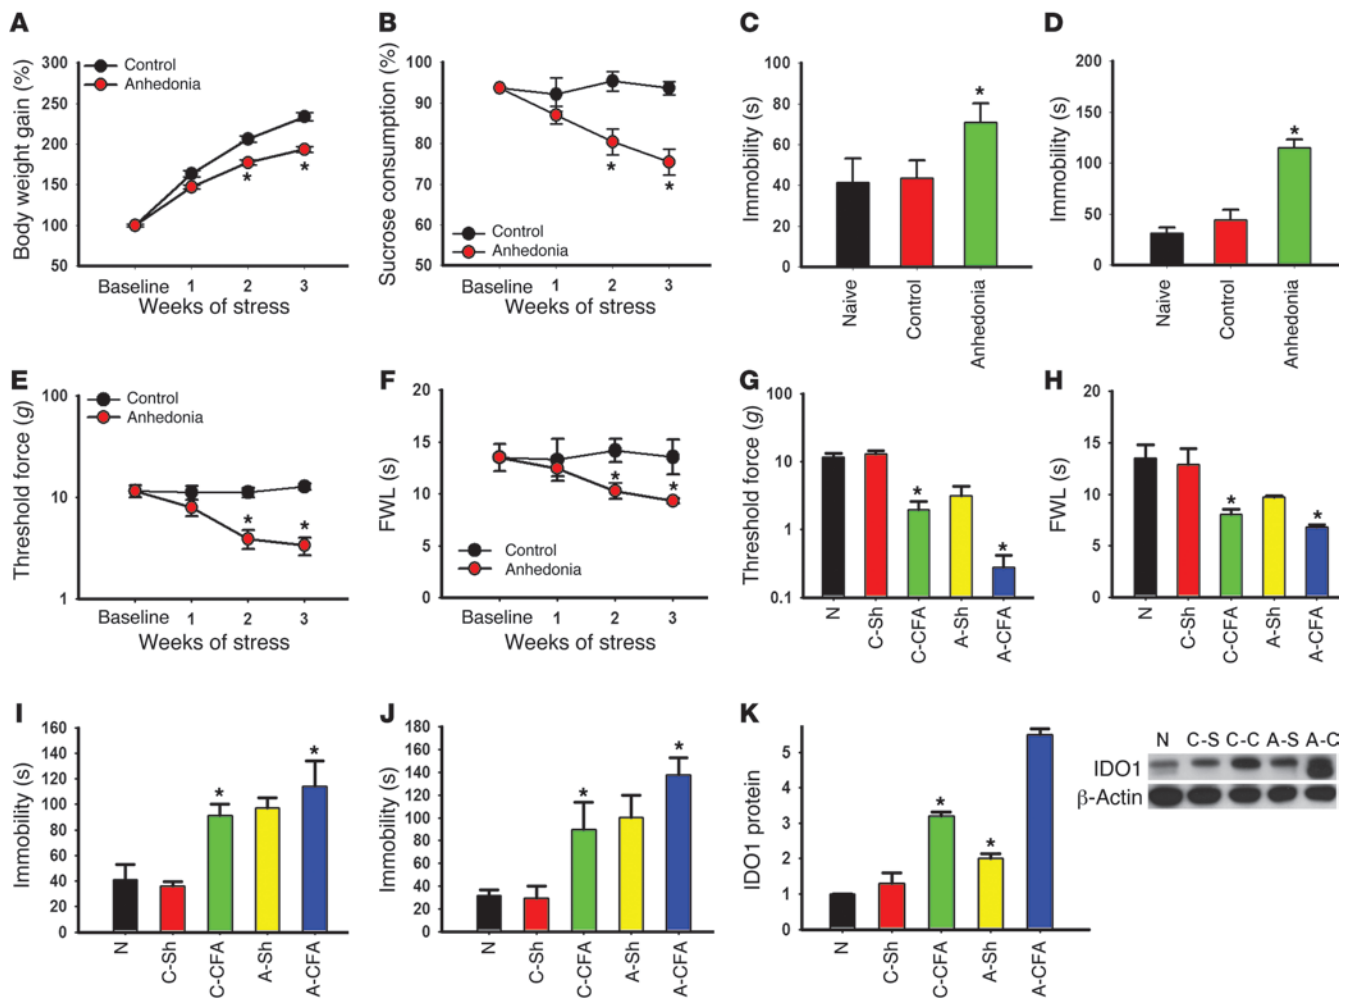 A
Body weight gain (%)
300
250
200
150
100
50
Control
Anhedonia
Baseline 1 2 3
Weeks of stress
B
Sucrose consumption (%)
100
90
80
70
60
50
Control
Anhedonia
Baseline 1 2 3
Weeks of stress
C
Immobility (s)
100
80
60
40
20
0
*
Naive
Control
Anhedonia
D
Immobility (s)
200
150
100
50
0
*
Naive
Control
Anhedonia
* *
* *
E
Threshold force (g)
100
10
1
Control
Anhedonia
* *
Baseline 1 2 3
Weeks of stress
F
FWL (s)
20
15
10
5
0
* *
Control
Anhedonia
Baseline 1 2 3
Weeks of stress
G
Threshold force (g)
100
10
1
0.1
* *
N
C-Sh
C-CFA
A-Sh
A-CFA
H
FWL (s)
20
15
10
5
0
* *
N
C-Sh
C-CFA
A-Sh
A-CFA
I
Immobility (s)
160
140
120
100
80
60
40
20
0
* *
N
C-Sh
C-CFA
A-Sh
A-CFA
J
Immobility (s)
180
160
140
120
100
80
60
40
20
0
* *
N
C-Sh
C-CFA
A-Sh
A-CFA
K
IDO1 protein
5
4
3
2
1
0
* *
N
C-Sh
C-CFA
A-Sh
A-CFA
N C-S C-C A-S A-C
IDO1
β-Actin